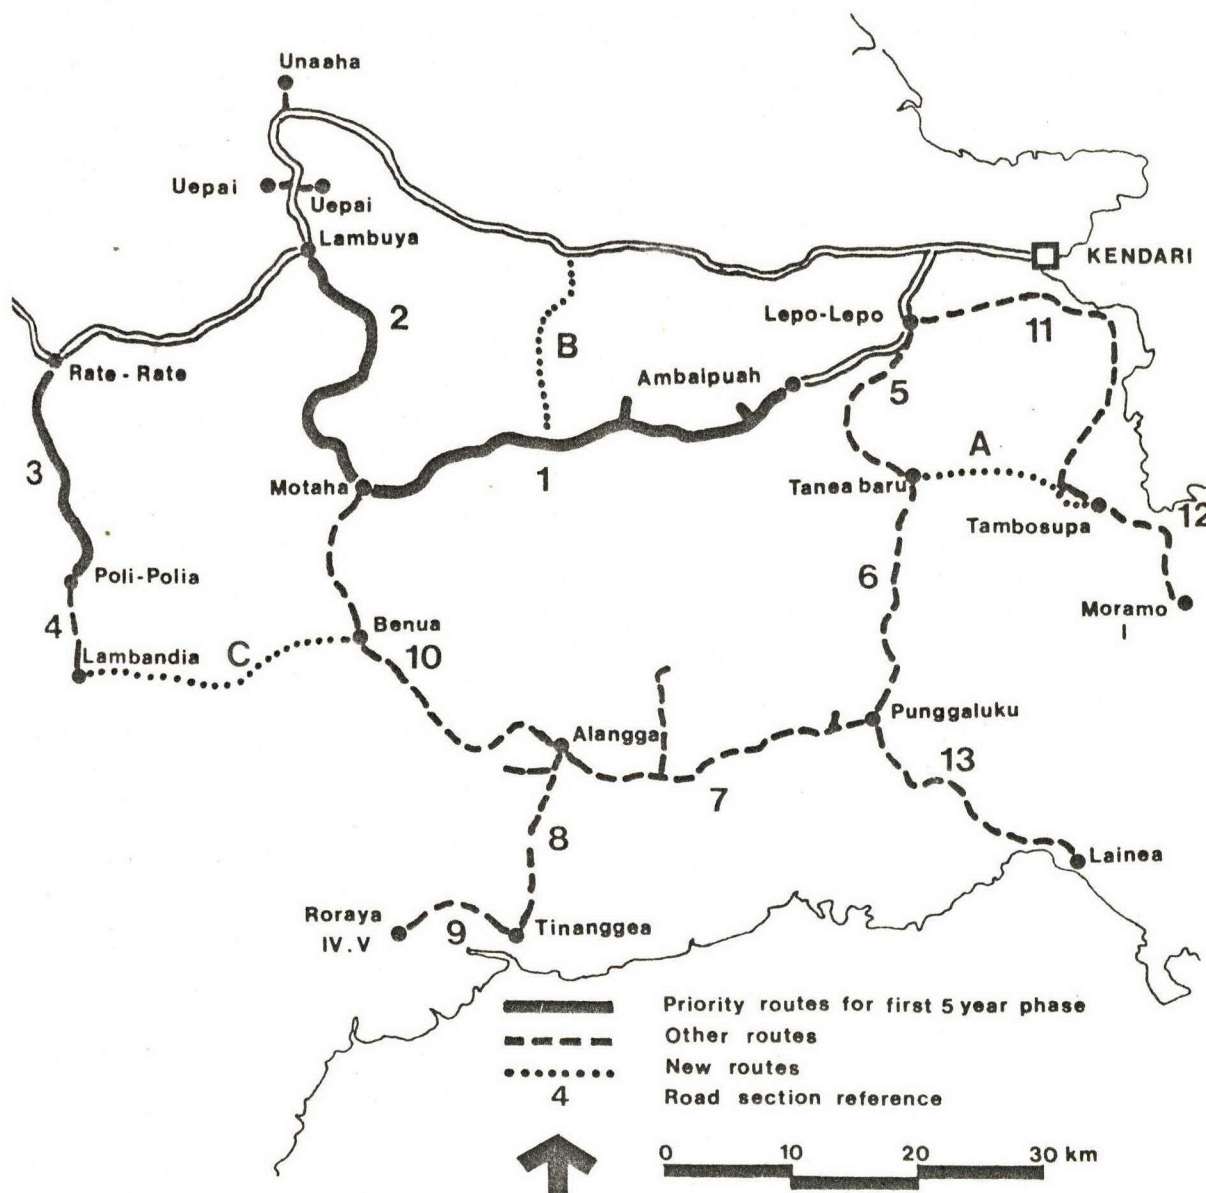 Unaaha
Uepai
Uepai
Lambuya
KENDARI
2
Lepo-Lepo
11
B
Rate-Rate
Ambaipuah
5
3
A
Motaha
1
Tanea baru
12
Tambosupa
Poli-Polia
6
4
Moramo
I
Benua
C
10
Lambandia
Punggaluku
Alangga
13
7
8
Lainea
Roraya
IV.V
9
Tinanggea
Priority routes for first 5 year phase
Other routes
New routes
4
Road section reference
0 10 20 30 km